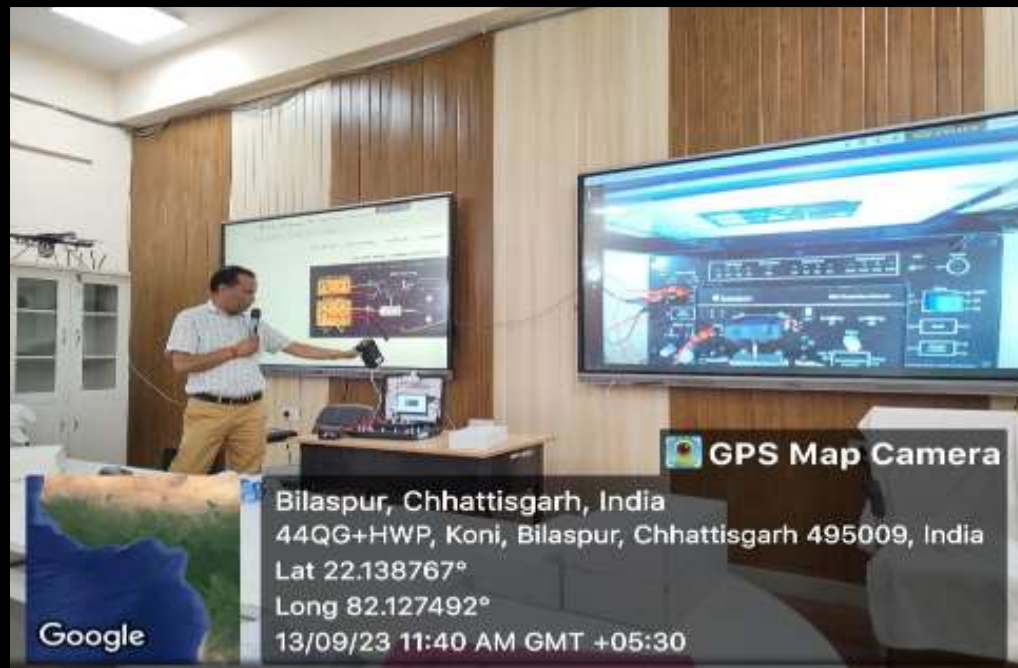 GPS Map Camera
Bilaspur, Chhattisgarh, India
44QG+HWP, Koni, Bilaspur, Chhattisgarh 495009, India
Lat 22.138767°
Long 82.127492°
13/09/23 11:40 AM GMT +05:30
Google